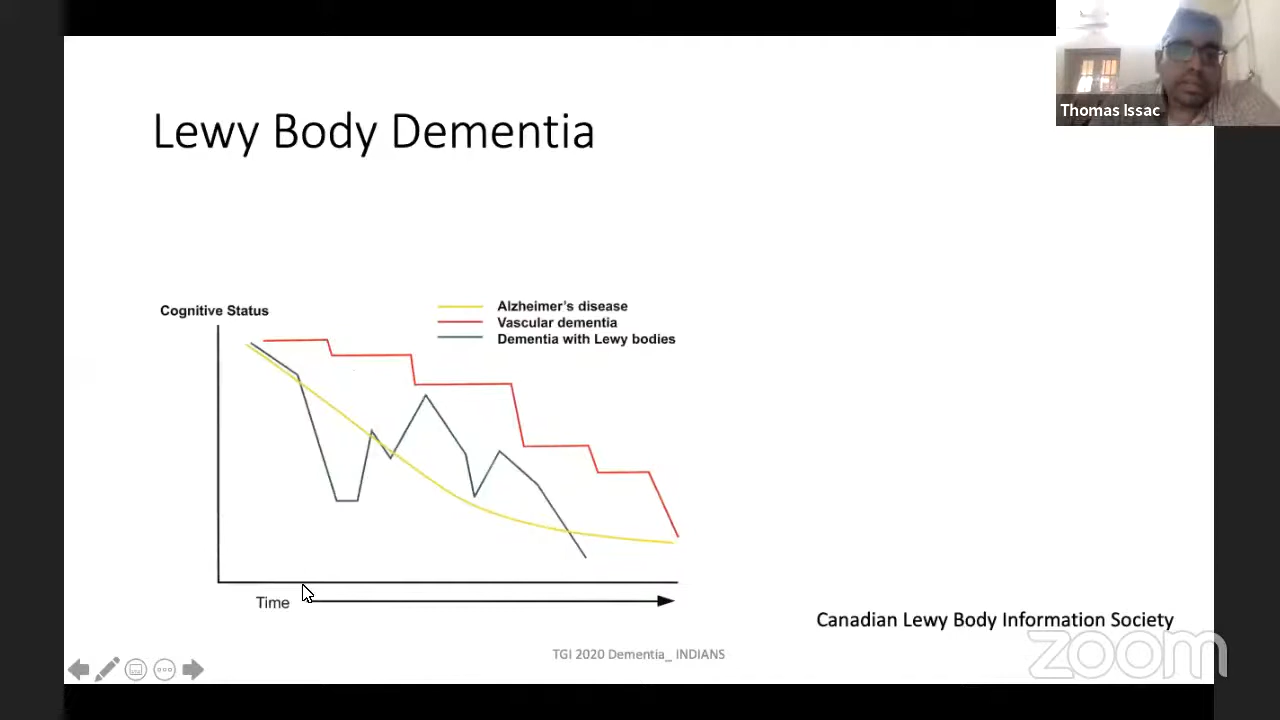 Thomas Issac
Lewy Body Dementia
Cognitive Status
Alzheimer's disease
Vascular dementia
Dementia with Lewy bodies
Time
Canadian Lewy Body Information Society
TGI 2020 Dementia_ INDIANS
zoom